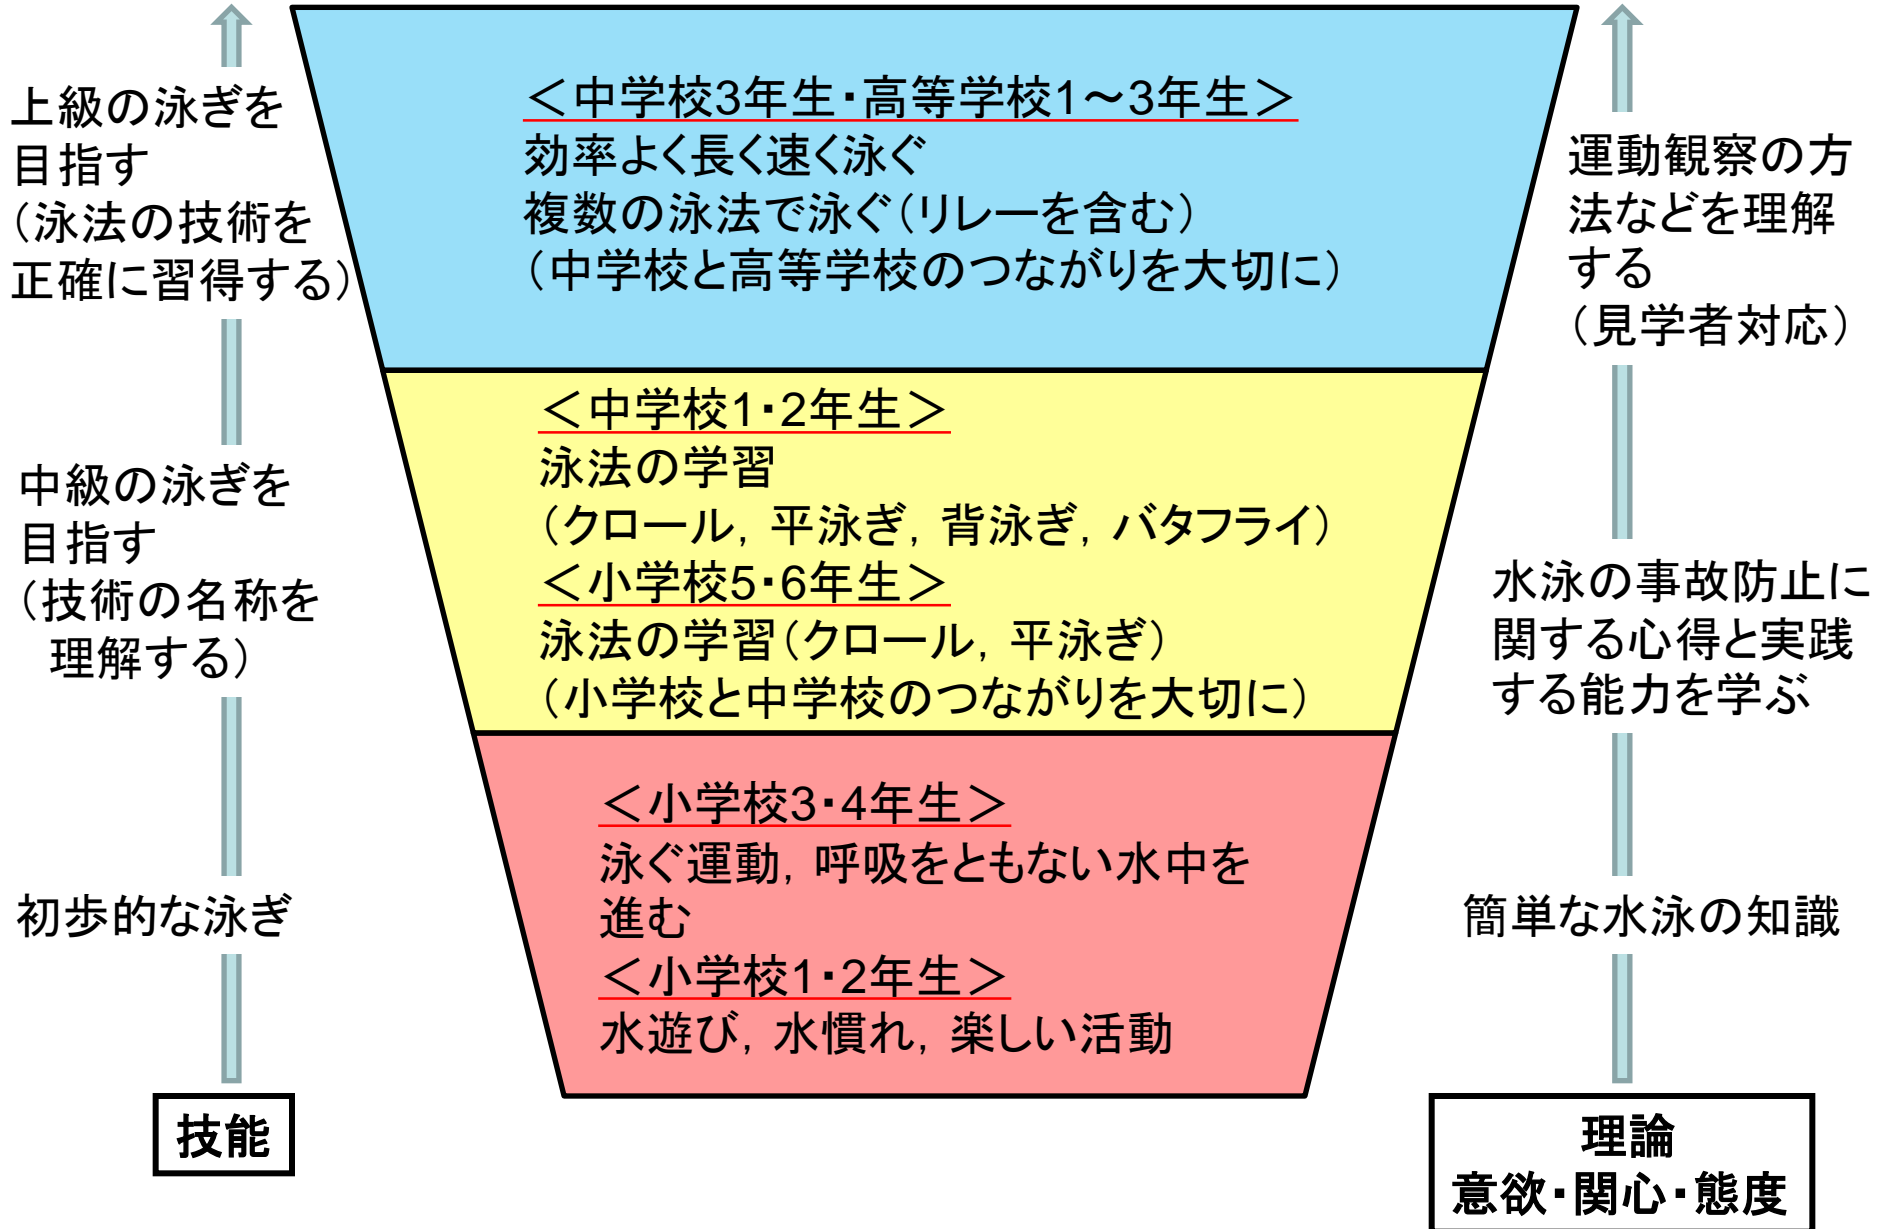 上級の泳ぎを
目指す
（泳法の技術を
正確に習得する）
中級の泳ぎを
目指す
（技術の名称を
理解する）
初歩的な泳ぎ
技能
＜中学校3年生・高等学校1～3年生＞
効率よく長く速く泳ぐ
複数の泳法で泳ぐ（リレーを含む）
（中学校と高等学校のつながりを大切に）
＜中学校1・2年生＞
泳法の学習
（クロール，平泳ぎ，背泳ぎ，バタフライ）
＜小学校5・6年生＞
泳法の学習（クロール，平泳ぎ）
（小学校と中学校のつながりを大切に）
＜小学校3・4年生＞
泳ぐ運動，呼吸をともない水中を
進む
＜小学校1・2年生＞
水遊び，水慣れ，楽しい活動
運動観察の方
法などを理解
する
（見学者対応）
水泳の事故防止に
関する心得と実践
する能力を学ぶ
簡単な水泳の知識
理論
意欲・関心・態度